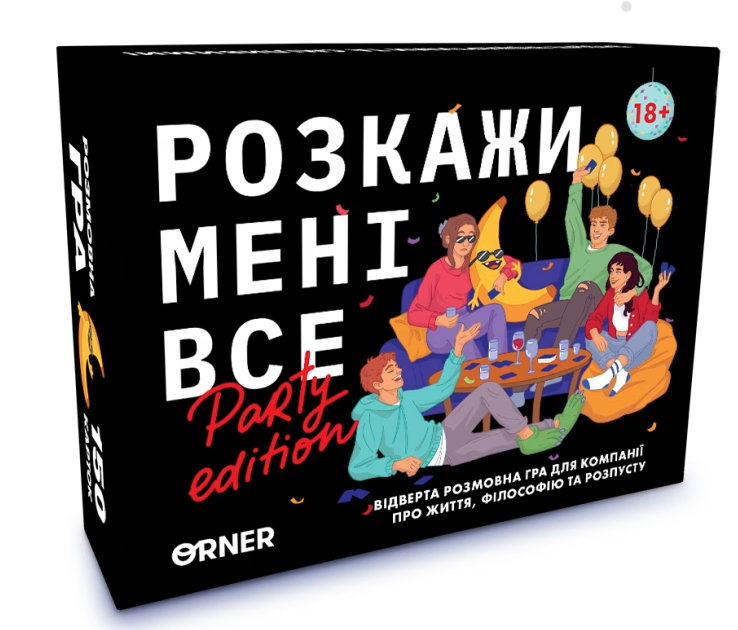 РОЗКАЖИ
МЕНІ
ВСЕ
Party
edition
18+
ВІДВЕРТА РОЗМОВНА ГРА ДЛЯ КОМПАНІЇ
ПРО ЖИТТЯ, ФІЛОСОФІЮ ТА РОЗПУСТУ
ORNER
РОЗМОВНА
ГРА
150
КАРТОК